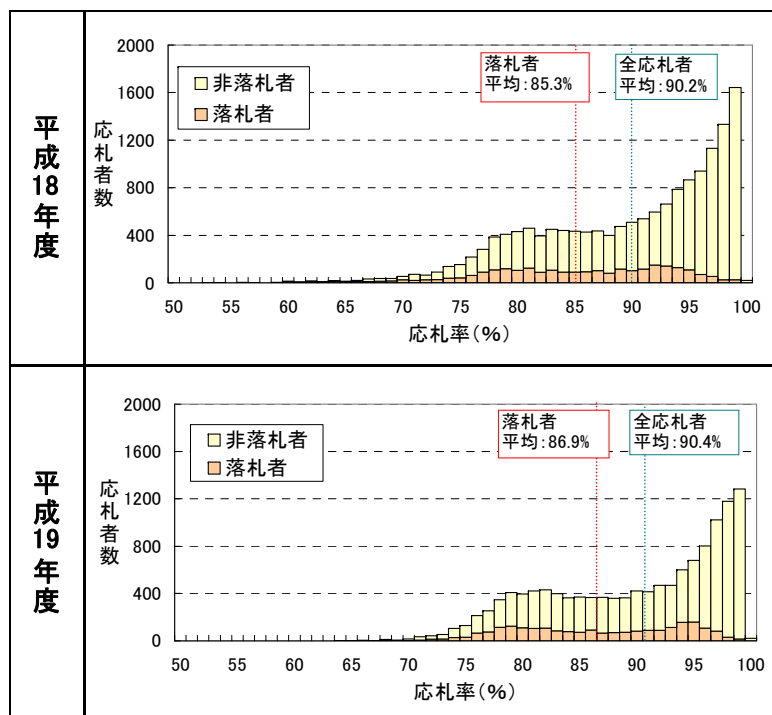 平成18年度
応札者数
2000
1600
1200
800
400
0
非落札者
落札者
落札者
平均：85.3%
全応札者
平均：90.2%
50 55 60 65 70 75 80 85 90 95 100
応札率（%）
平成19年度
応札者数
2000
1600
1200
800
400
0
非落札者
落札者
落札者
平均：86.9%
全応札者
平均：90.4%
50 55 60 65 70 75 80 85 90 95 100
応札率（%）